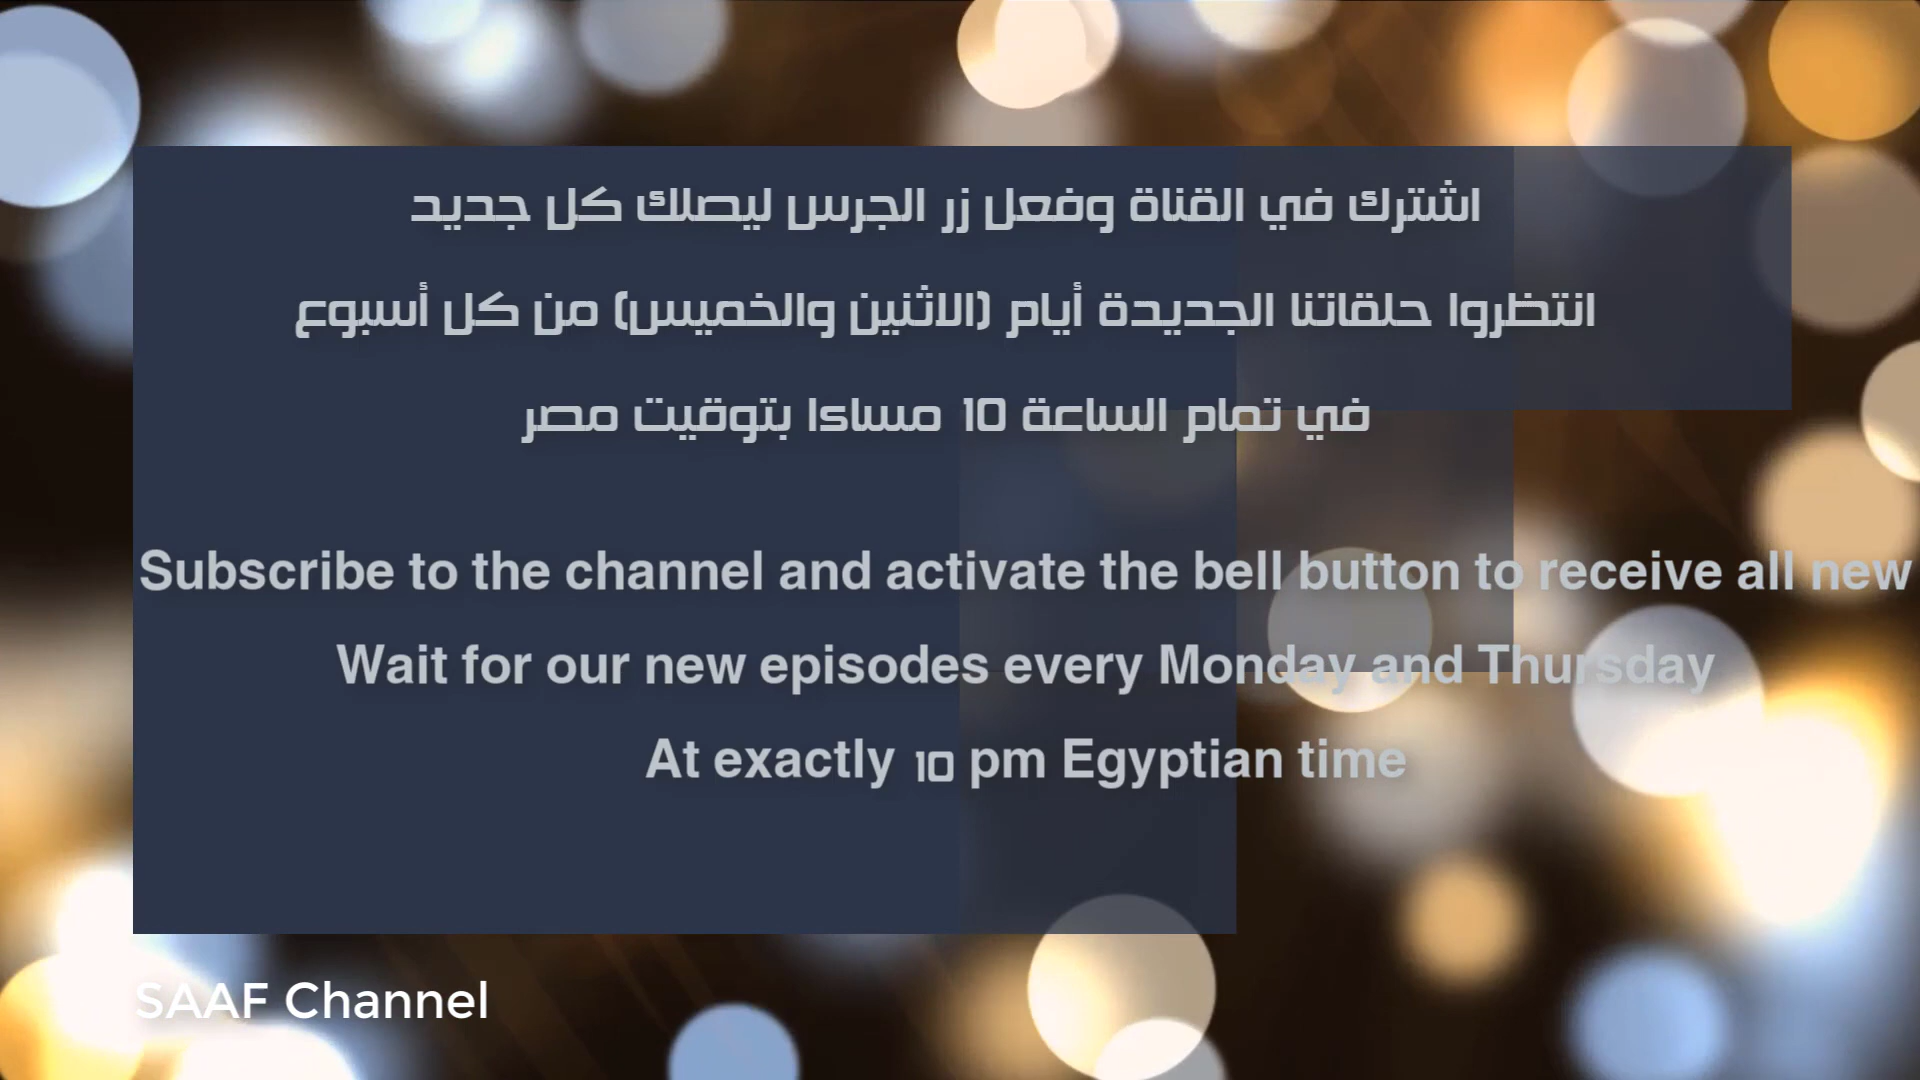 اشترك في القناة وفعل زر الجرس ليصلك كل جديد
انتظروا حلقاتنا الجديدة أيام (الاثنين والخميس) من كل أسبوع
في تمام الساعة 10 مساءا بتوقيت مصر
Subscribe to the channel and activate the bell button to receive all new
Wait for our new episodes every Monday and Thursday
At exactly 10 pm Egyptian time
SAAF Channel